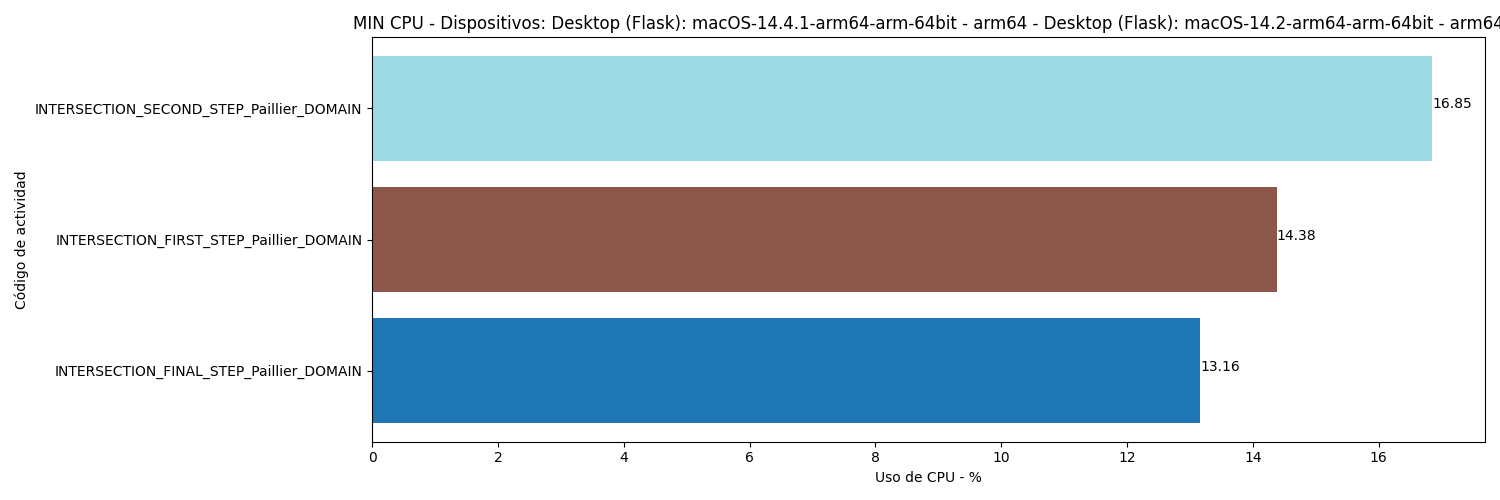 MIN CPU - Dispositivos: Desktop (Flask): macOS-14.4.1-arm64-arm-64bit - arm64 - Desktop (Flask): macOS-14.2-arm64-arm-64bit - arm64
INTERSECTION_SECOND_STEP_Paillier_DOMAIN
16.85
INTERSECTION_FIRST_STEP_Paillier_DOMAIN
14.38
INTERSECTION_FINAL_STEP_Paillier_DOMAIN
13.16
Código de actividad
0 2 4 6 8 10 12 14 16
Uso de CPU - %